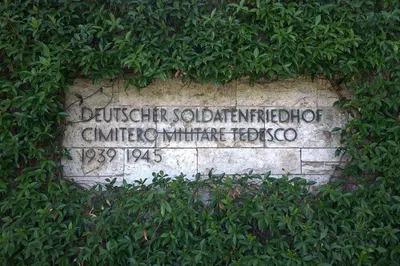 DEUTSCHER SOLDATENFRIEDHOF
CIMITERO MILITARE TEDESCO
1939 1945